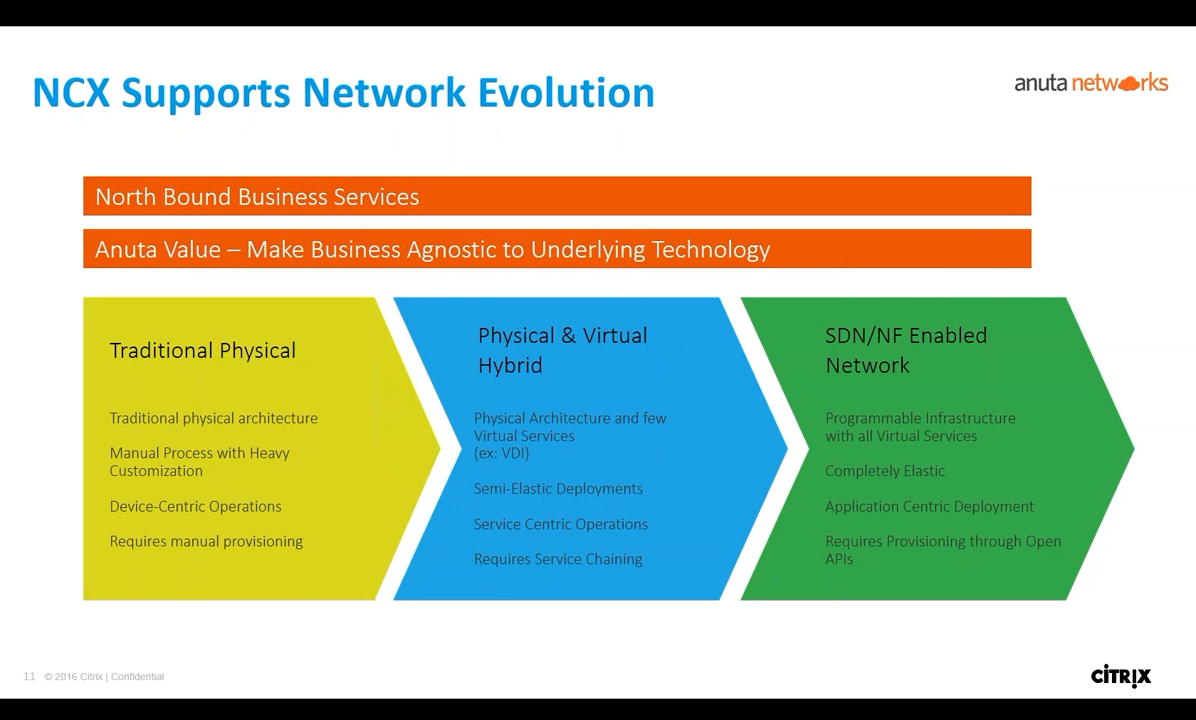 NCX Supports Network Evolution
anuta networks
North Bound Business Services
Anuta Value – Make Business Agnostic to Underlying Technology
Traditional Physical
Traditional physical architecture
Manual Process with Heavy
Customization
Device-Centric Operations
Requires manual provisioning
Physical & Virtual
Hybrid
Physical Architecture and few
Virtual Services
(ex: VDI)
Semi-Elastic Deployments
Service Centric Operations
Requires Service Chaining
SDN/NF Enabled
Network
Programmable Infrastructure
with all Virtual Services
Completely Elastic
Application Centric Deployment
Requires Provisioning through Open
APIs
11 © 2016 Citrix | Confidential
CITRIX